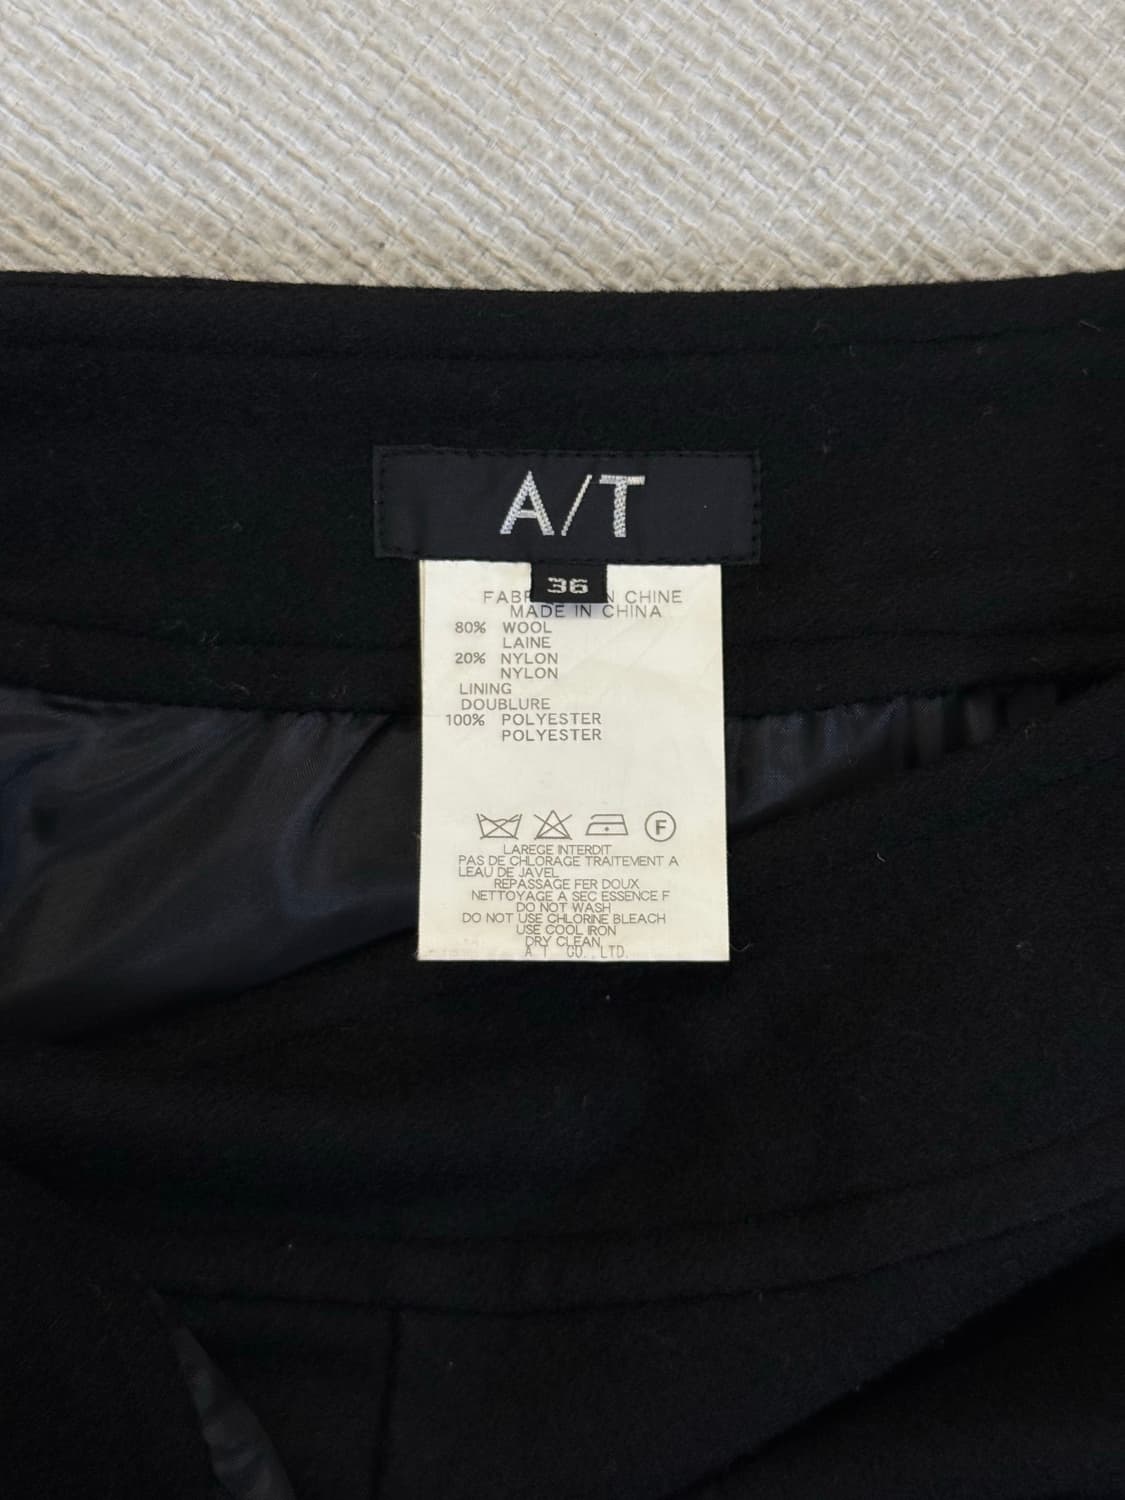 A/T
36
FABR N CHINE
MADE IN CHINA
80% WOOL
LAINE
20% NYLON
NYLON
LINING
DOUBLURE
100% POLYESTER
POLYESTER
F
LAREGE INTERDIT
PAS DE CHLORAGE TRAITEMENT A
LEAU DE JAVEL
REPASSAGE FER DOUX
NETTOYAGE A SEC ESSENCE F
DO NOT WASH
DO NOT USE CHLORINE BLEACH
USE COOL IRON
DRY CLEAN
A.T. CO., LTD.